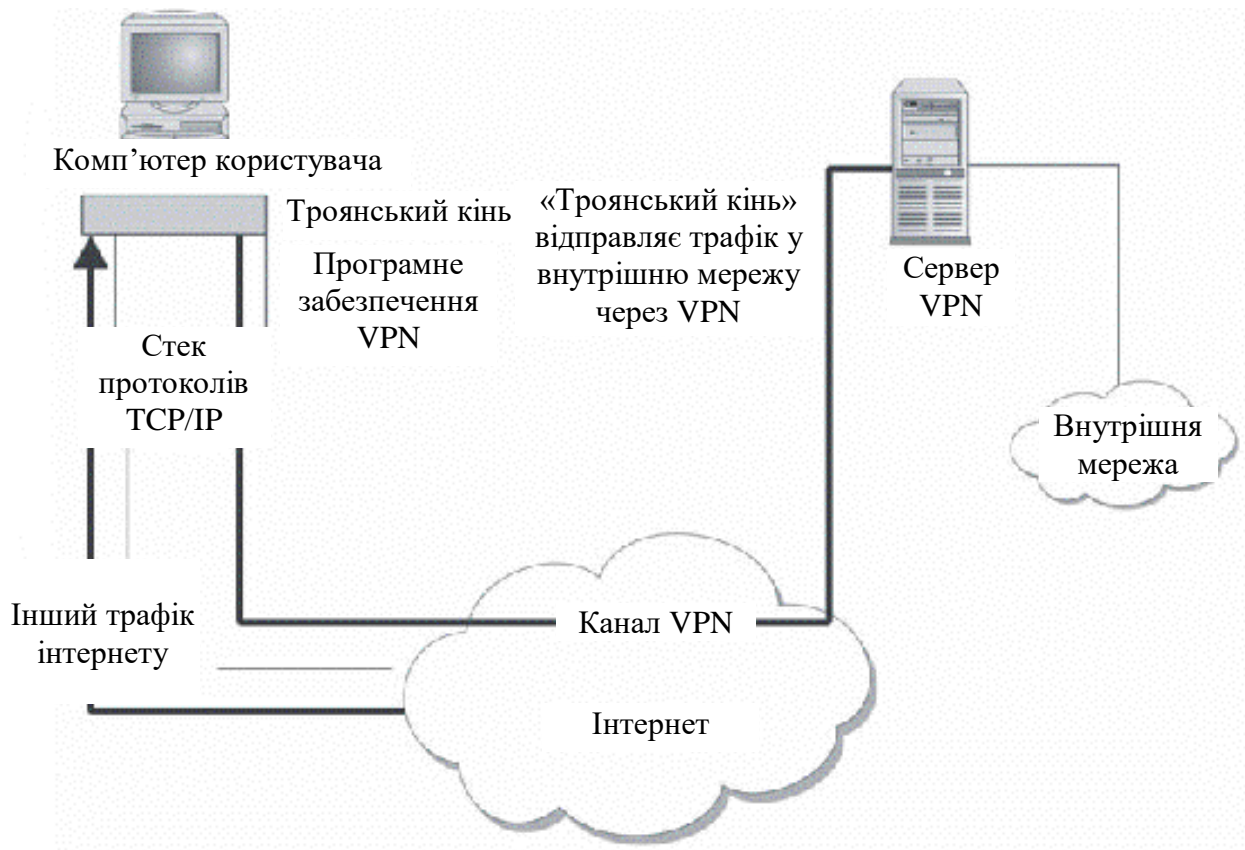 Комп’ютер користувача
Троянський кінь
Програмне
забезпечення
VPN
Стек
протоколів
TCP/IP
«Троянський кінь»
відправляє трафік у
внутрішню мережу
через VPN
Сервер
VPN
Внутрішня
мережа
Інший трафік
інтернету
Канал VPN
Інтернет